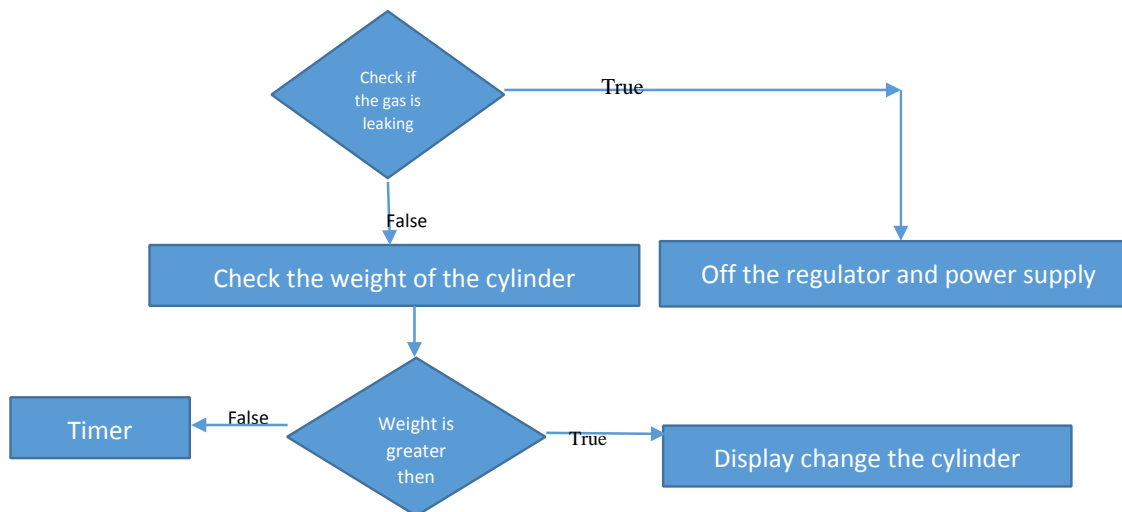 Check if
the gas is
leaking
True
False
Check the weight of the cylinder
Off the regulator and power supply
Timer
False
Weight is
greater
then
True
Display change the cylinder